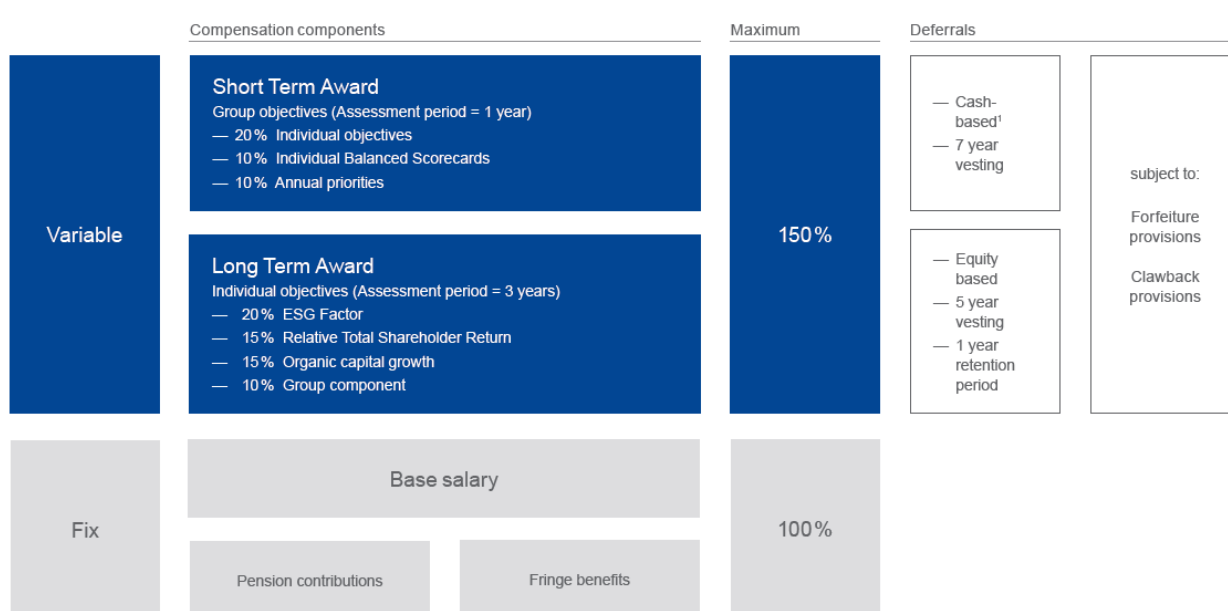 Compensation components
Maximum
Deferrals
Variable
Short Term Award
Group objectives (Assessment period = 1 year)
— 20% Individual objectives
— 10% Individual Balanced Scorecards
— 10% Annual priorities
Long Term Award
Individual objectives (Assessment period = 3 years)
— 20% ESG Factor
— 15% Relative Total Shareholder Return
— 15% Organic capital growth
— 10% Group component
150%
— Cash-
based¹
— 7 year
vesting
— Equity
based
— 5 year
vesting
— 1 year
retention
period
subject to:
Forfeiture
provisions
Clawback
provisions
Fix
Base salary
Pension contributions
Fringe benefits
100%